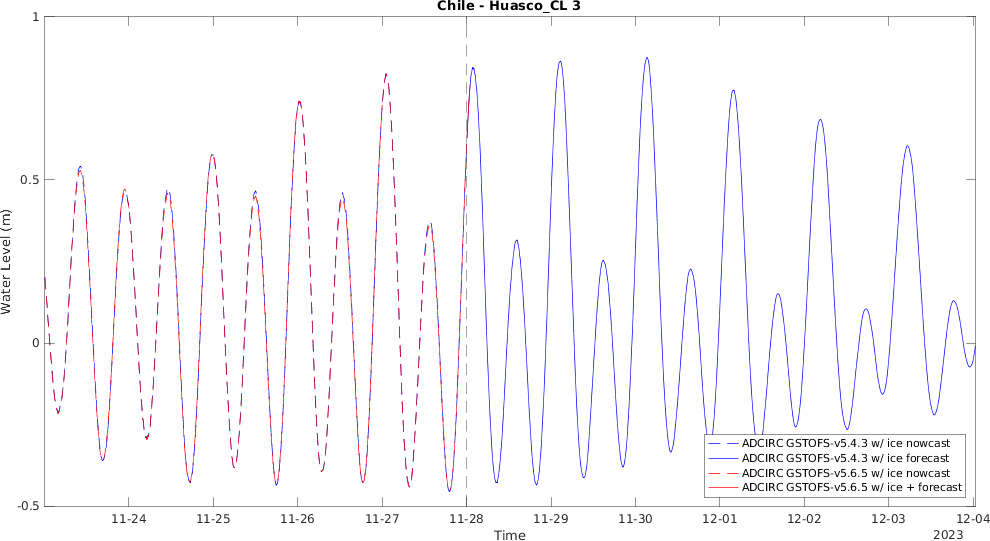 Chile - Huasco_CL 3
1
0.5
0
-0.5
Water Level (m)
11-24 11-25 11-26 11-27 11-28 11-29 11-30 12-01 12-02 12-03 12-04
Time
2023
ADCIRC GSTOFS-v5.4.3 w/ ice nowcast
ADCIRC GSTOFS-v5.4.3 w/ ice forecast
ADCIRC GSTOFS-v5.6.5 w/ ice nowcast
ADCIRC GSTOFS-v5.6.5 w/ ice + forecast